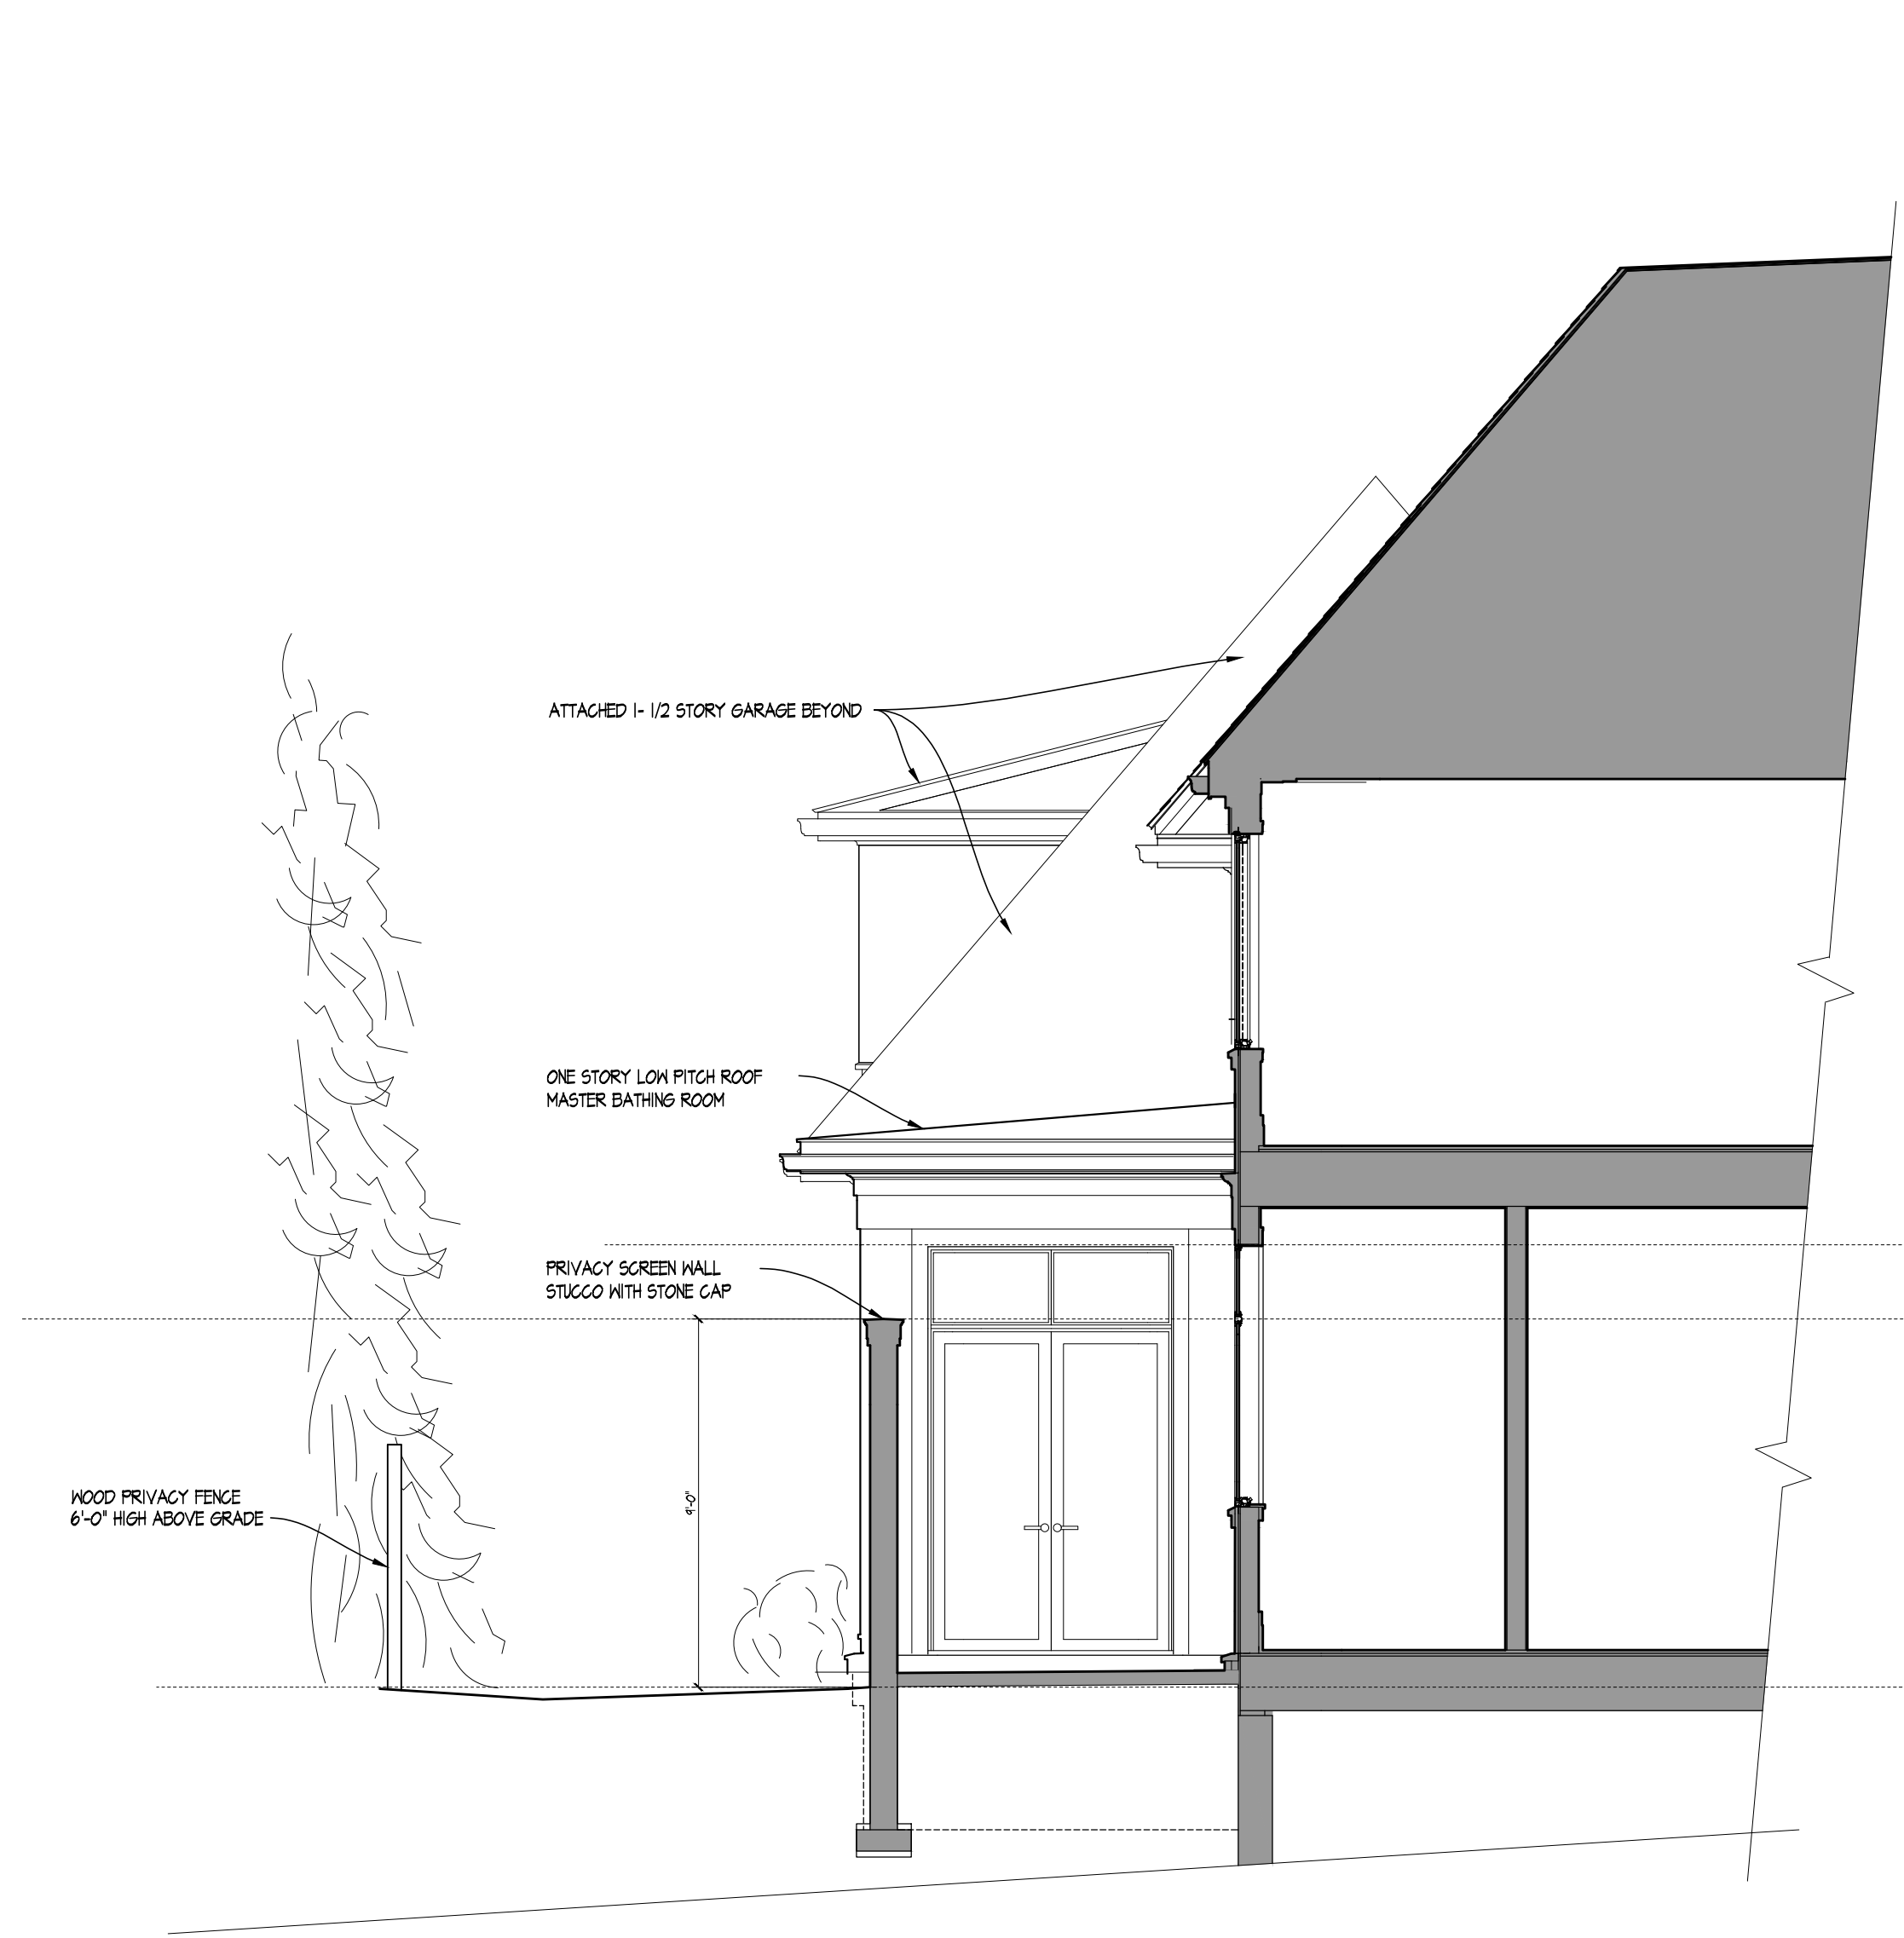 ATTACHED 1- 1/2 STORY GARAGE BEYOND
ONE STORY LOW PITCH ROOF
MASTER BATHING ROOM
PRIVACY SCREEN WALL
STUCCO WITH STONE CAP
9'-0"
WOOD PRIVACY FENCE
6'-0" HIGH ABOVE GRADE